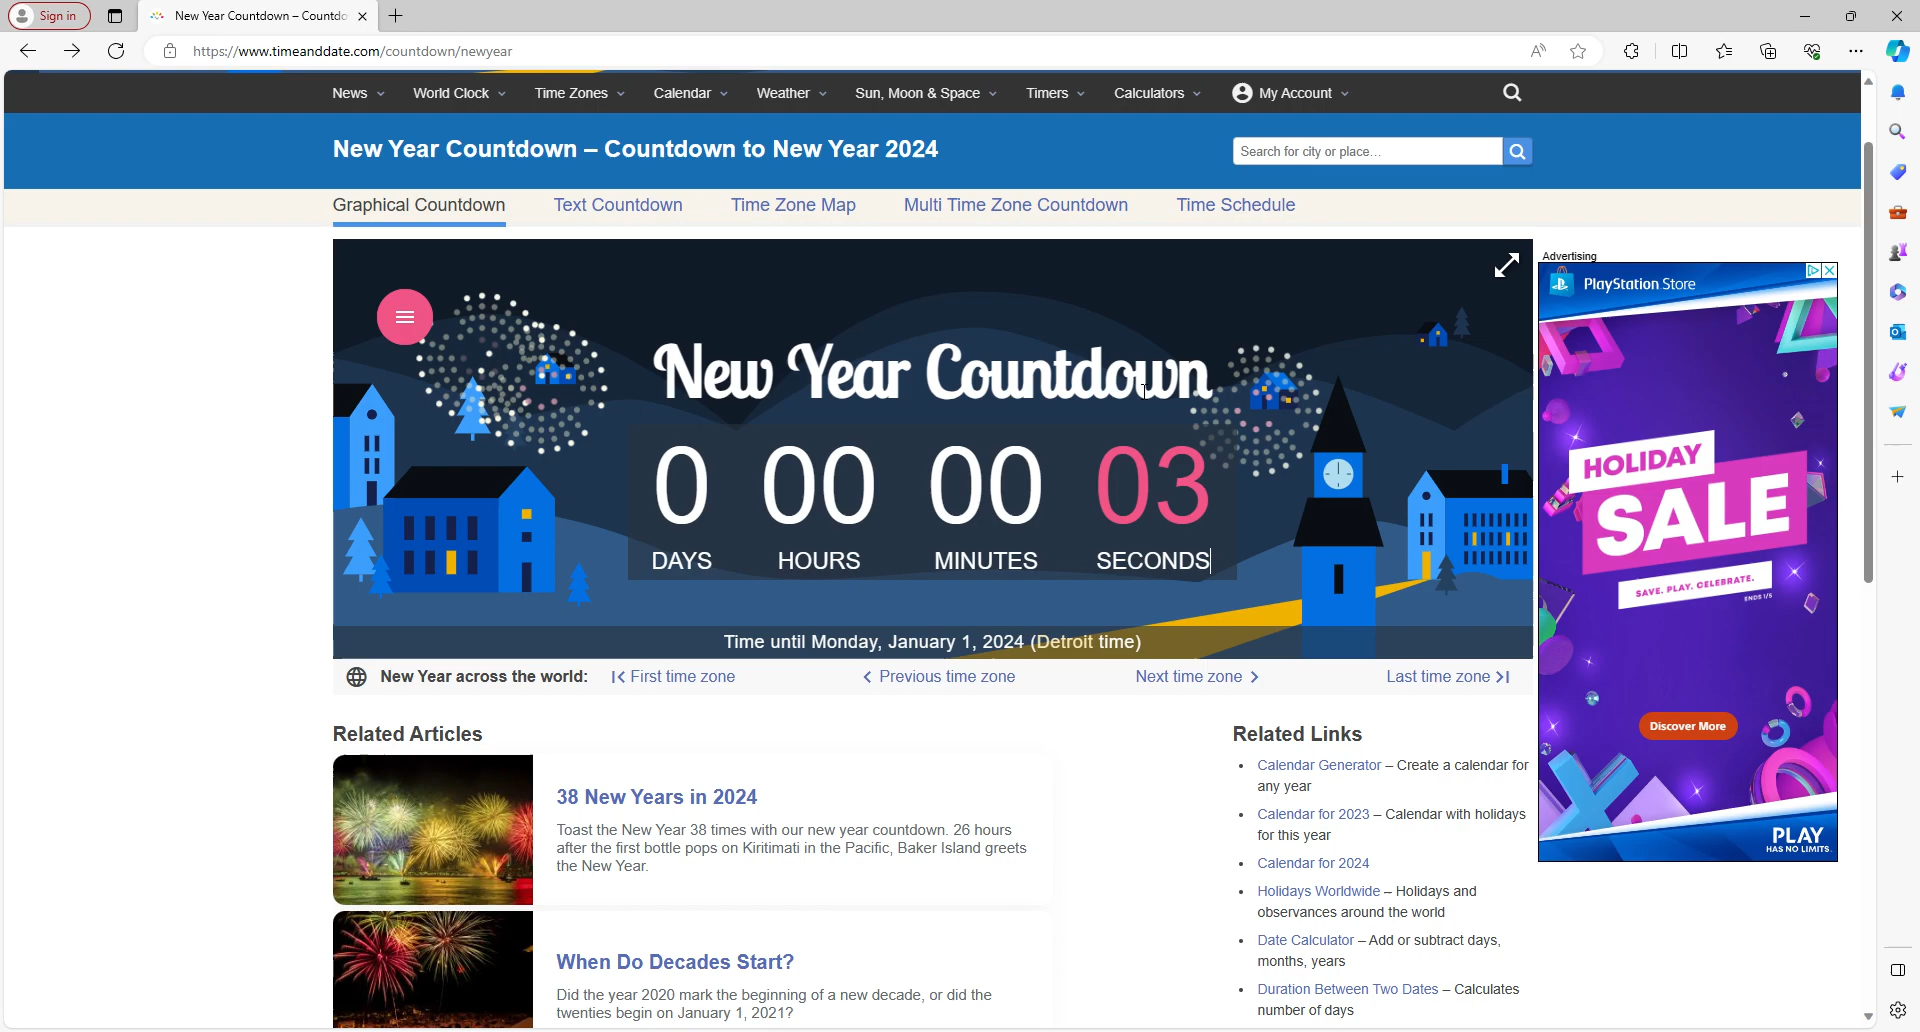 Sign in
New Year Countdown – Countdo
https://www.timeanddate.com/countdown/newyear
News World Clock Time Zones Calendar Weather Sun, Moon & Space Timers Calculators My Account
New Year Countdown – Countdown to New Year 2024
Search for city or place...
Graphical Countdown Text Countdown Time Zone Map Multi Time Zone Countdown Time Schedule
New Year Countdown
0 00 00 03
DAYS HOURS MINUTES SECONDS
Time until Monday, January 1, 2024 (Detroit time)
New Year across the world: First time zone Previous time zone Next time zone Last time zone
Advertising
PlayStation Store
HOLIDAY
SALE
SAVE. PLAY. CELEBRATE.
ENDS 1/5
Discover More
PLAY
HAS NO LIMITS.
Related Articles
38 New Years in 2024
Toast the New Year 38 times with our new year countdown. 26 hours
after the first bottle pops on Kiritimati in the Pacific, Baker Island greets
the New Year.
When Do Decades Start?
Did the year 2020 mark the beginning of a new decade, or did the
twenties begin on January 1, 2021?
Related Links
Calendar Generator – Create a calendar for
any year
Calendar for 2023 – Calendar with holidays
for this year
Calendar for 2024
Holidays Worldwide – Holidays and
observances around the world
Date Calculator – Add or subtract days,
months, years
Duration Between Two Dates – Calculates
number of days